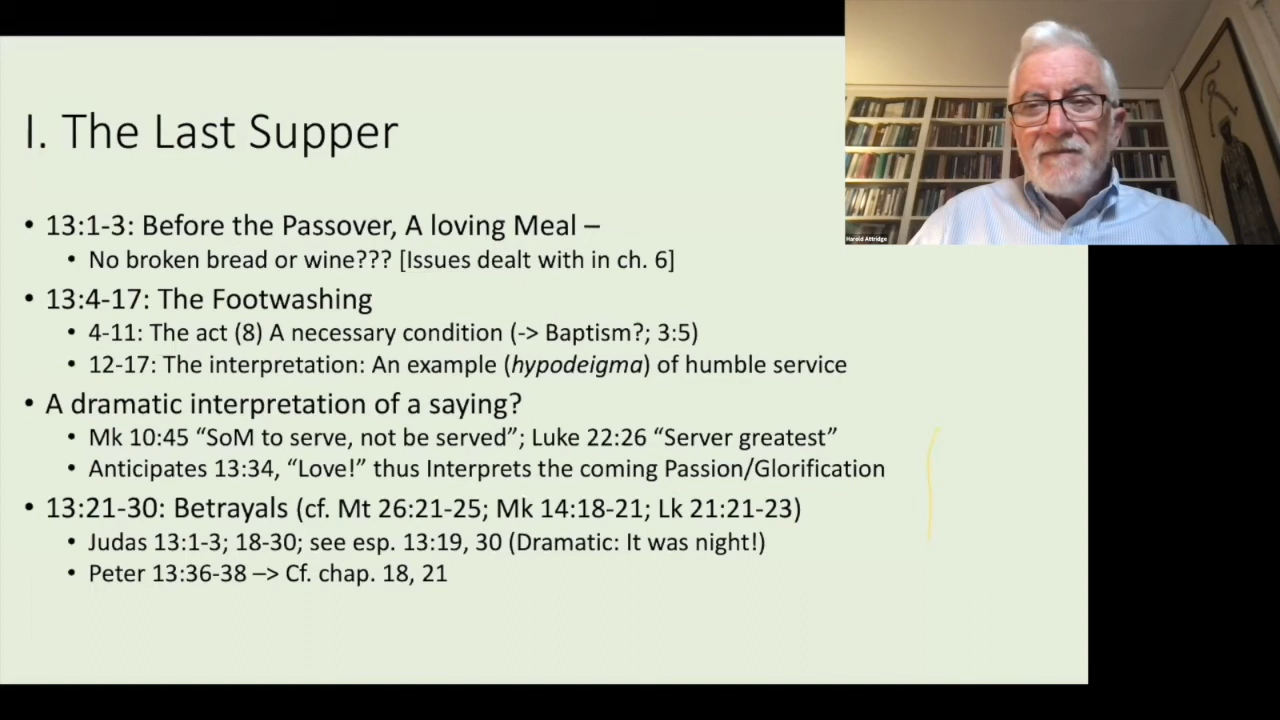 I. The Last Supper
• 13:1-3: Before the Passover, A loving Meal –
• No broken bread or wine??? [Issues dealt with in ch. 6]
• 13:4-17: The Footwashing
• 4-11: The act (8) A necessary condition (-> Baptism?; 3:5)
• 12-17: The interpretation: An example (hypodeigma) of humble service
• A dramatic interpretation of a saying?
• Mk 10:45 “SoM to serve, not be served”; Luke 22:26 “Server greatest”
• Anticipates 13:34, “Love!” thus Interprets the coming Passion/Glorification
• 13:21-30: Betrayals (cf. Mt 26:21-25; Mk 14:18-21; Lk 21:21-23)
• Judas 13:1-3; 18-30; see esp. 13:19, 30 (Dramatic: It was night!)
• Peter 13:36-38 –> Cf. chap. 18, 21
Harold Attridge